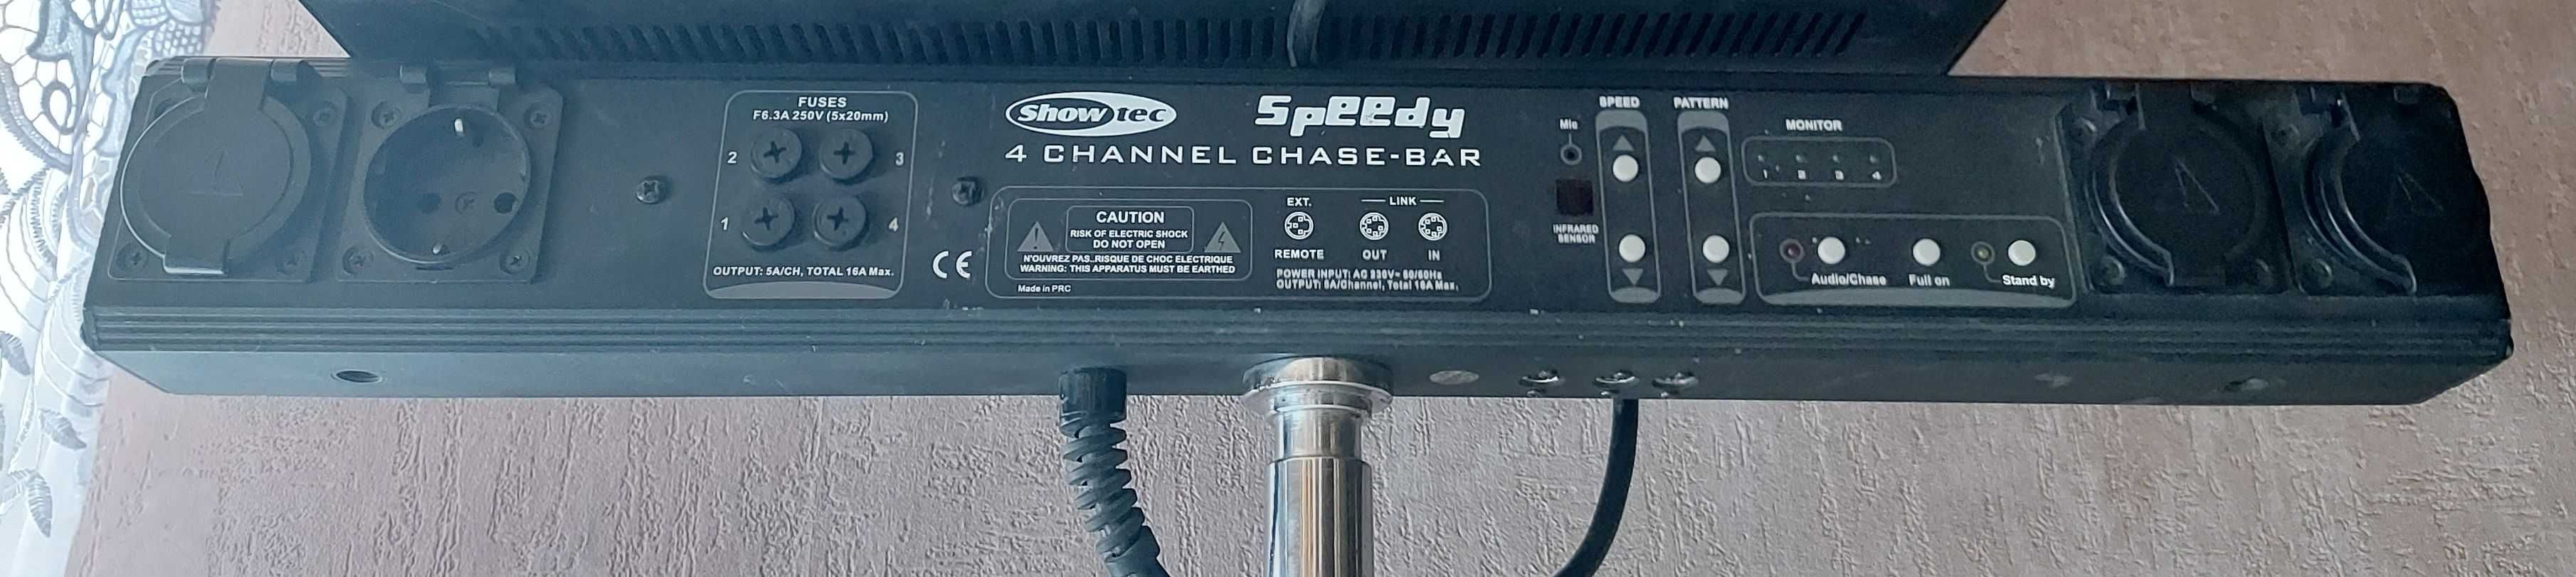 FUSES
F6.3A 250V (5x20mm)
2
3
1
4
OUTPUT: 5A/CH, TOTAL 16A Max.
CE
Showtec
Speedy
4 CHANNEL CHASE-BAR
CAUTION
RISK OF ELECTRIC SHOCK
DO NOT OPEN
N'OUVREZ PAS..RISQUE DE CHOC ELECTRIQUE
WARNING: THIS APPARATUS MUST BE EARTHED
Made in PRC
EXT.
LINK
REMOTE
OUT
IN
POWER INPUT: AC 230V~ 50/60Hz
OUTPUT: 5A/Channel, Total 16A Max.
Mic
INFRARED
SENSOR
SPEED
PATTERN
MONITOR
1
2
3
4
Audio/Chase
Full on
Stand by